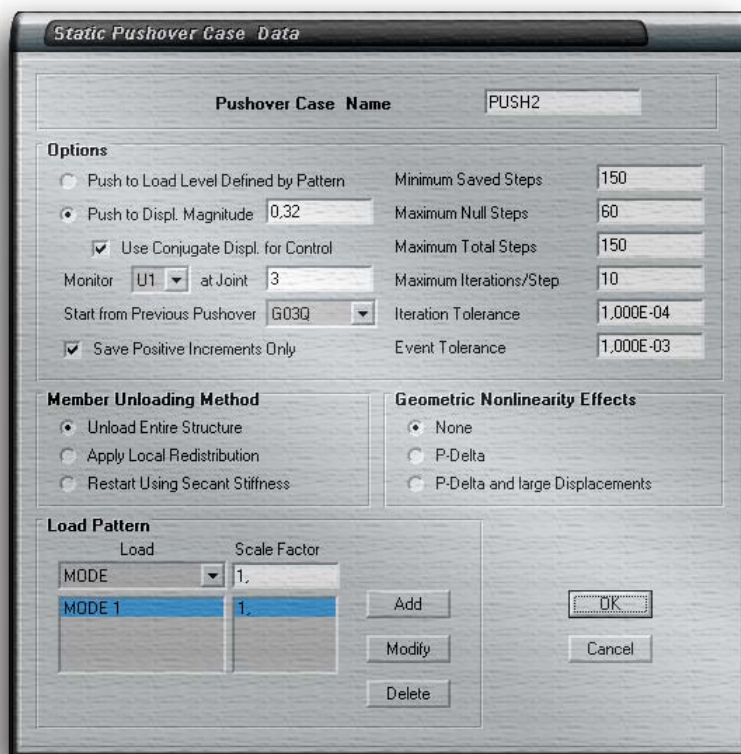 Static Pushover Case Data
Pushover Case Name PUSH2
Options
Push to Load Level Defined by Pattern Minimum Saved Steps 150
Push to Displ. Magnitude 0,32 Maximum Null Steps 60
Use Conjugate Displ. for Control Maximum Total Steps 150
Monitor U1 at Joint 3 Maximum Iterations/Step 10
Start from Previous Pushover G03Q Iteration Tolerance 1,000E-04
Save Positive Increments Only Event Tolerance 1,000E-03
Member Unloading Method Geometric Nonlinearity Effects
Unload Entire Structure None
Apply Local Redistribution P-Delta
Restart Using Secant Stiffness P-Delta and large Displacements
Load Pattern
Load Scale Factor
MODE 1,
MODE 1 1, Add OK
Modify Cancel
Delete